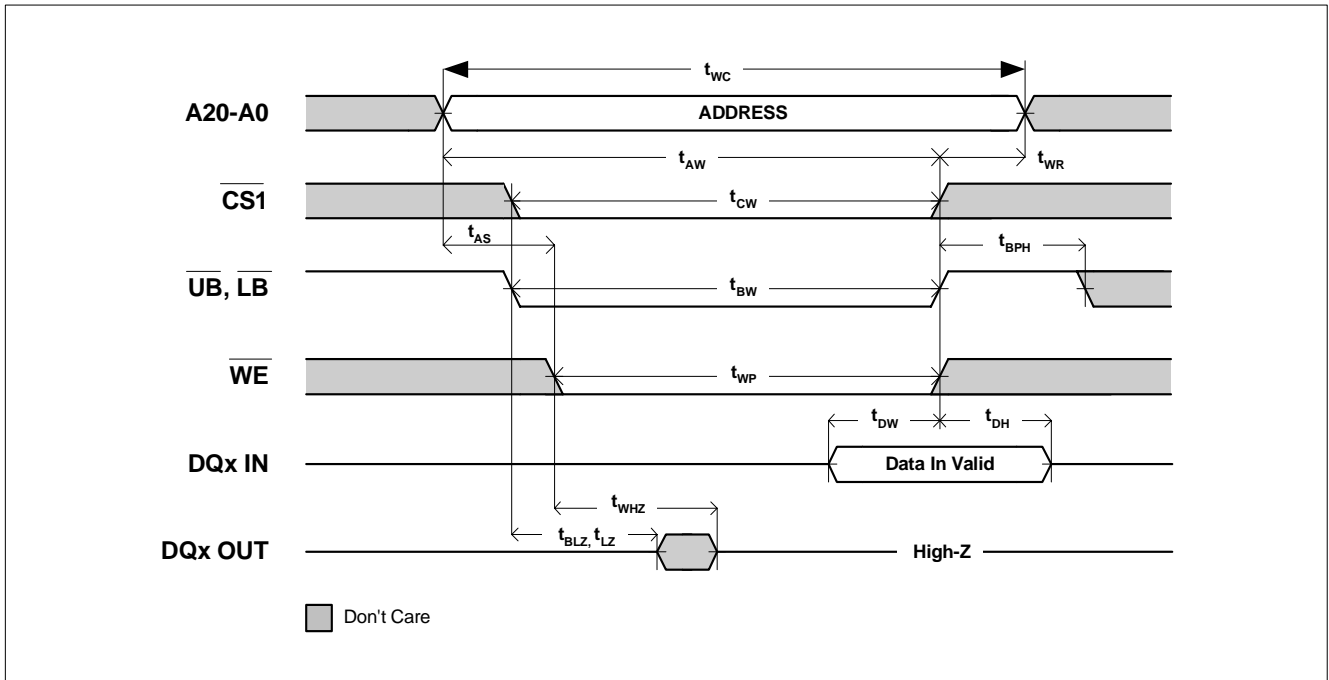 tWC
A20-A0 ADDRESS
tAW tWR
CS1 tCW
tAS tBPH
UB, LB tBW
WE tWP
tDW tDH
DQx IN Data In Valid
tWHZ
tBLZ, tLZ
DQx OUT High-Z
Don't Care